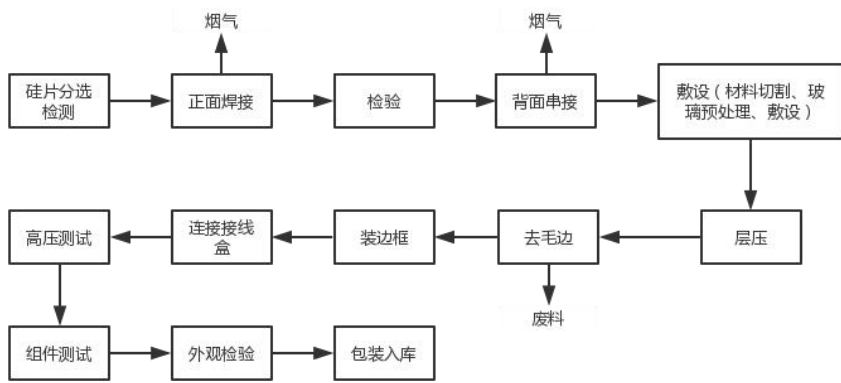 烟气
烟气
硅片分选
检测
正面焊接
检验
背面串接
敷设（材料切割、玻
璃预处理、敷设）
高压测试
连接接线
盒
装边框
去毛边
层压
废料
组件测试
外观检验
包装入库